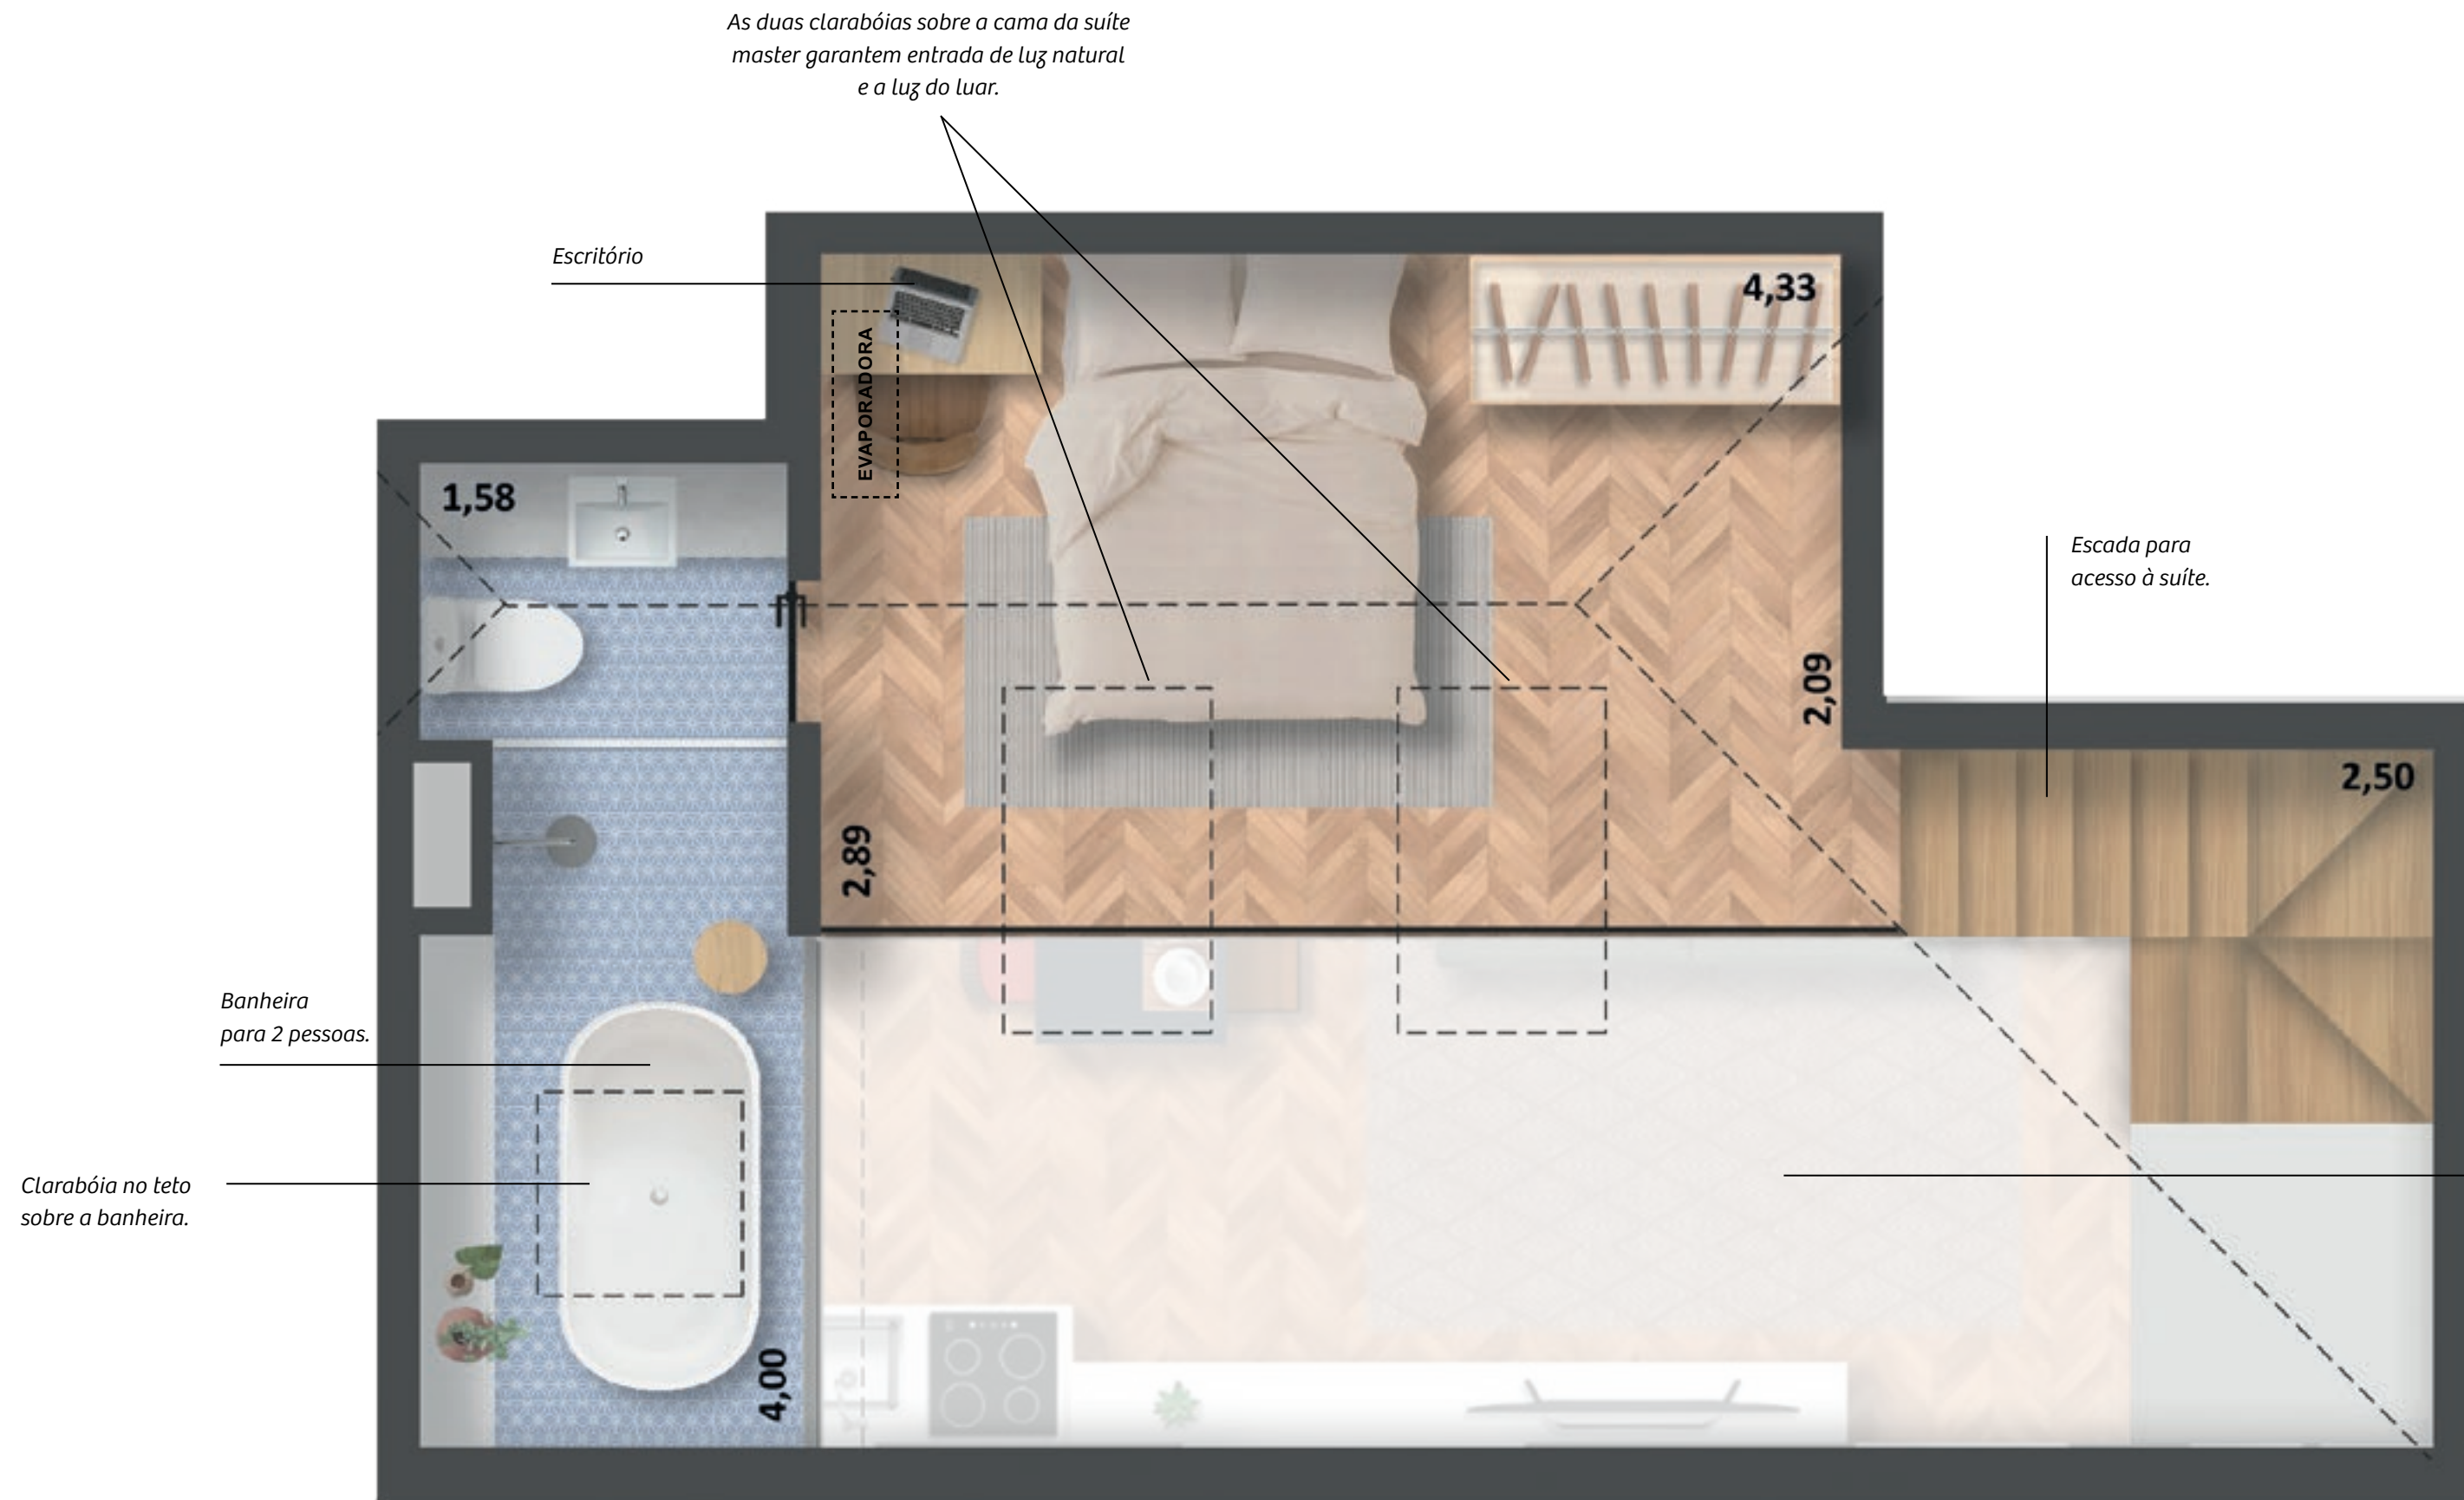 As duas clarabóias sobre a cama da suíte
master garantem entrada de luz natural
e a luz do luar.
Escritório
4,33
EVAPORADORA
1,58
Escada para
acesso à suíte.
2,09
2,50
2,89
Banheira
para 2 pessoas.
Clarabóia no teto
sobre a banheira.
4,00